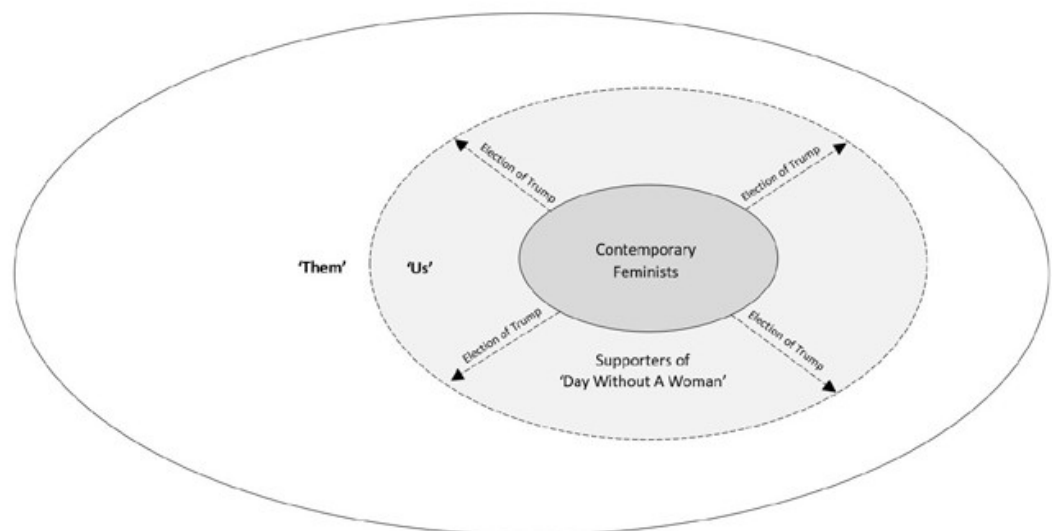 Election of Trump
Election of Trump
Contemporary
Feminists
'Them'
'Us'
Election of Trump
Election of Trump
Supporters of
'Day Without A Woman'